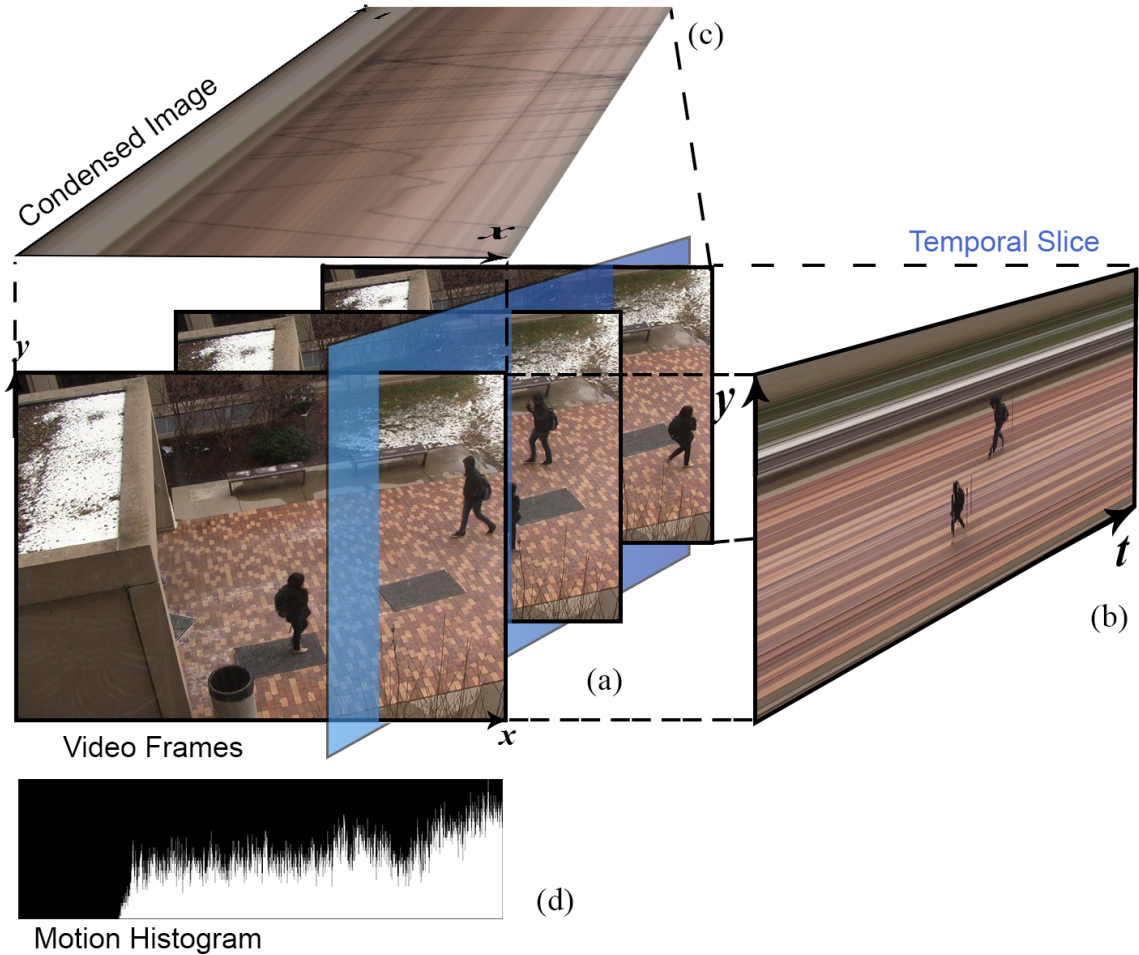 (c)
Condensed Image
x
Temporal Slice
y
y
t
(b)
(a)
x
Video Frames
(d)
Motion Histogram